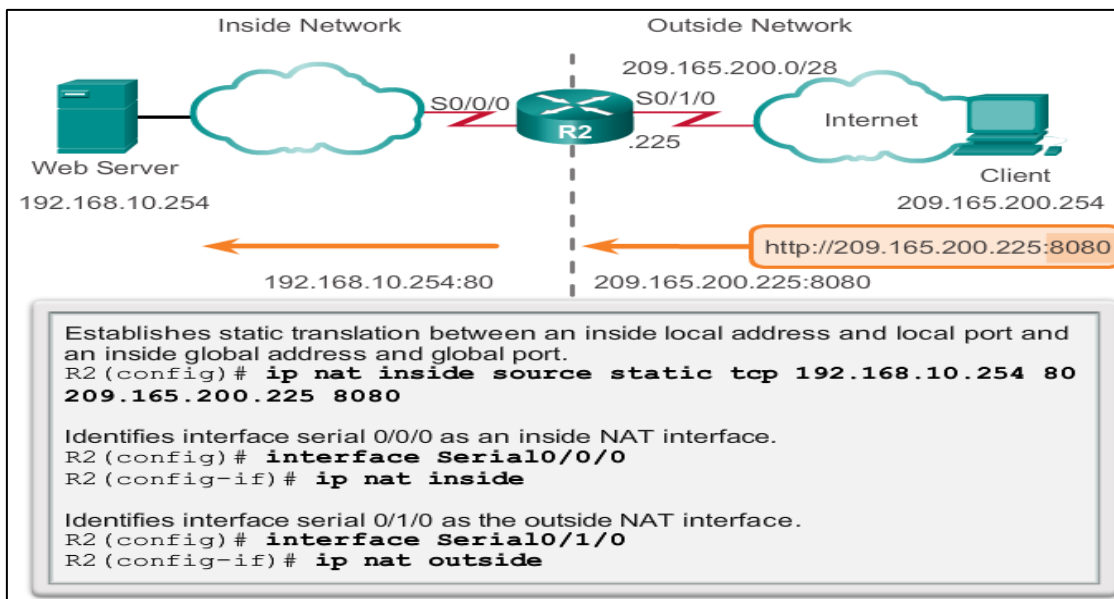 Inside Network
Outside Network
209.165.200.0/28
S0/0/0
S0/1/0
R2
Internet
.225
Web Server
Client
192.168.10.254
209.165.200.254
http://209.165.200.225:8080
192.168.10.254:80
209.165.200.225:8080
Establishes static translation between an inside local address and local port and
an inside global address and global port.
R2(config)# ip nat inside source static tcp 192.168.10.254 80
209.165.200.225 8080
Identifies interface serial 0/0/0 as an inside NAT interface.
R2(config)# interface Serial0/0/0
R2(config-if)# ip nat inside
Identifies interface serial 0/1/0 as the outside NAT interface.
R2(config)# interface Serial0/1/0
R2(config-if)# ip nat outside